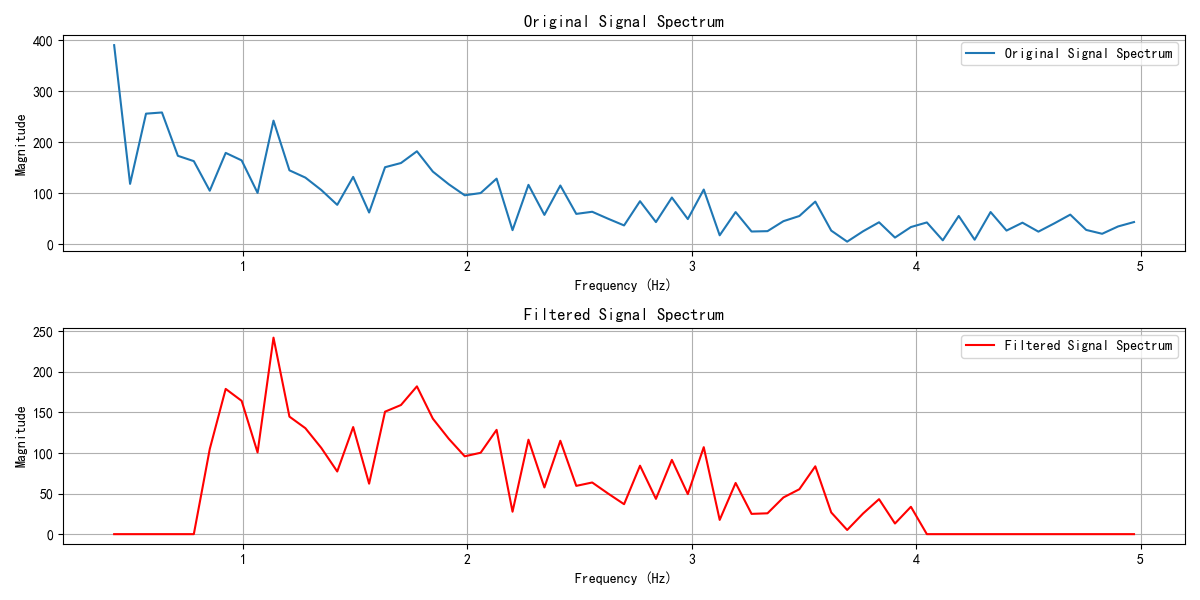 Original Signal Spectrum
400
300
200
100
0
Magnitude
Original Signal Spectrum
1 2 3 4 5
Frequency (Hz)
Filtered Signal Spectrum
250
200
150
100
50
0
Magnitude
Filtered Signal Spectrum
1 2 3 4 5
Frequency (Hz)